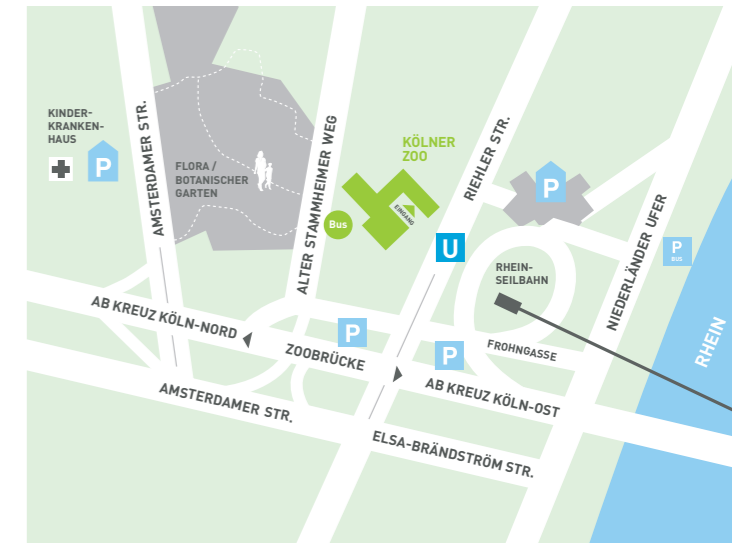 KINDER-
KRANKEN-
HAUS
P
AMSTERDAMER STR.
FLORA /
BOTANISCHER
GARTEN
ALTER STAMMHEIMER WEG
KÖLNER
ZOO
EINGANG
Bus
RIEHLER STR.
P
U
RHEIN-
SEILBAHN
NIEDERLÄNDER UFER
P
BUS
RHEIN
AB KREUZ KÖLN-NORD
ZOOBRÜCKE
P
P
FROHNGASSE
AB KREUZ KÖLN-OST
AMSTERDAMER STR.
ELSA-BRÄNDSTRÖM STR.